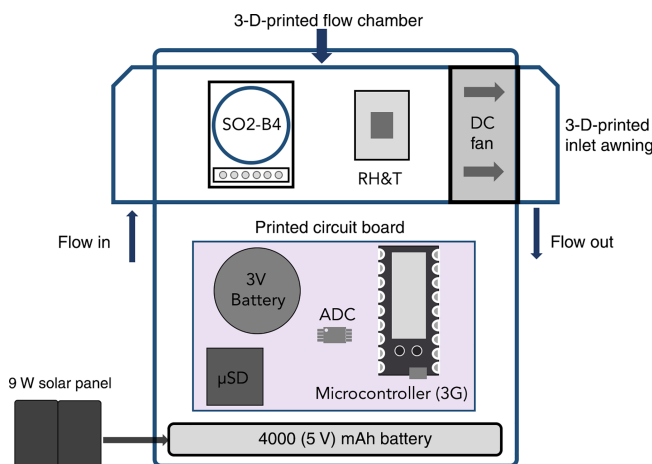 3-D-printed flow chamber
SO2-B4
RH&T
DC
fan
3-D-printed
inlet awning
Flow in
Flow out
Printed circuit board
3V
Battery
ADC
µSD
Microcontroller (3G)
9 W solar panel
4000 (5 V) mAh battery